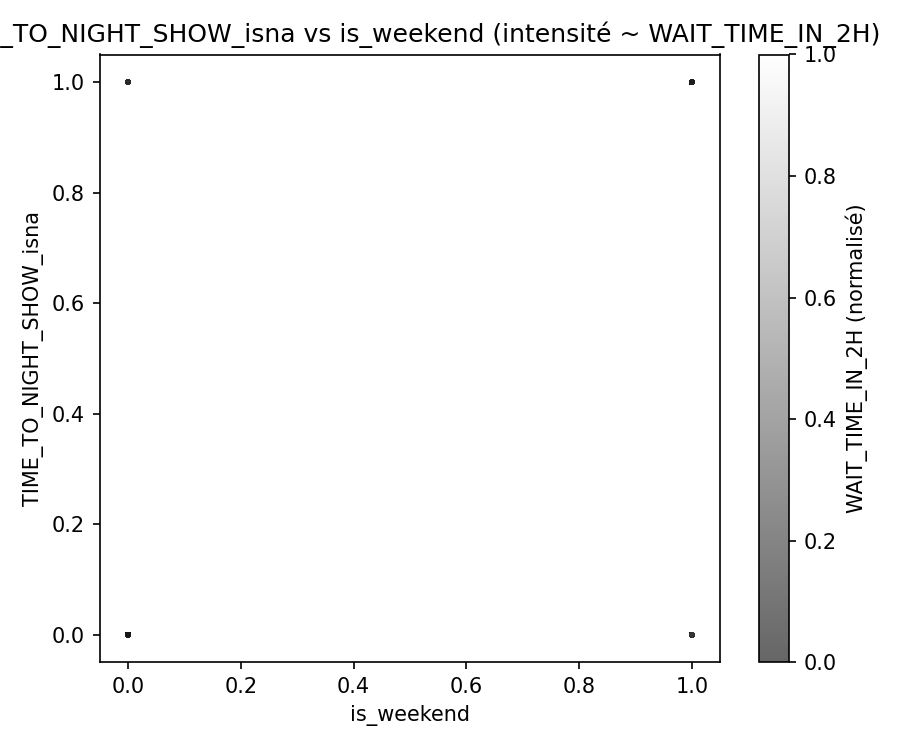 _TO_NIGHT_SHOW_isna vs is_weekend (intensité ~ WAIT_TIME_IN_2H)
TIME_TO_NIGHT_SHOW_isna
1.0
0.8
0.6
0.4
0.2
0.0
0.0 0.2 0.4 0.6 0.8 1.0
is_weekend
1.0
0.8
0.6
0.4
0.2
0.0
WAIT_TIME_IN_2H (normalisé)